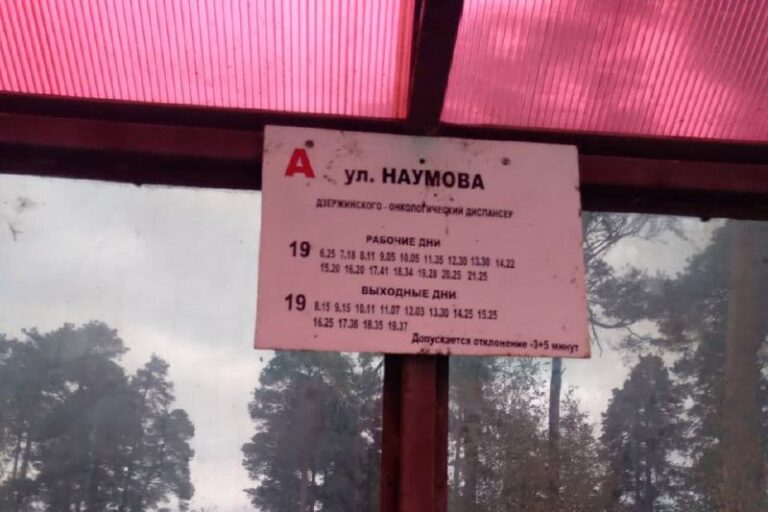 А ул. НАУМОВА
ДЗЕРЖИНСКОГО - ОНКОЛОГИЧЕСКИЙ ДИСПАНСЕР
РАБОЧИЕ ДНИ
19 6.25 7.18 8.11 9.05 10.05 11.35 12.30 13.30 14.22
15.20 16.20 17.41 18.34 19.28 20.25 21.25
ВЫХОДНЫЕ ДНИ
19 8.15 9.15 10.11 11.07 12.03 13.30 14.25 15.25
16.25 17.36 18.35 19.37
Допускается отклонение -3+5 минут